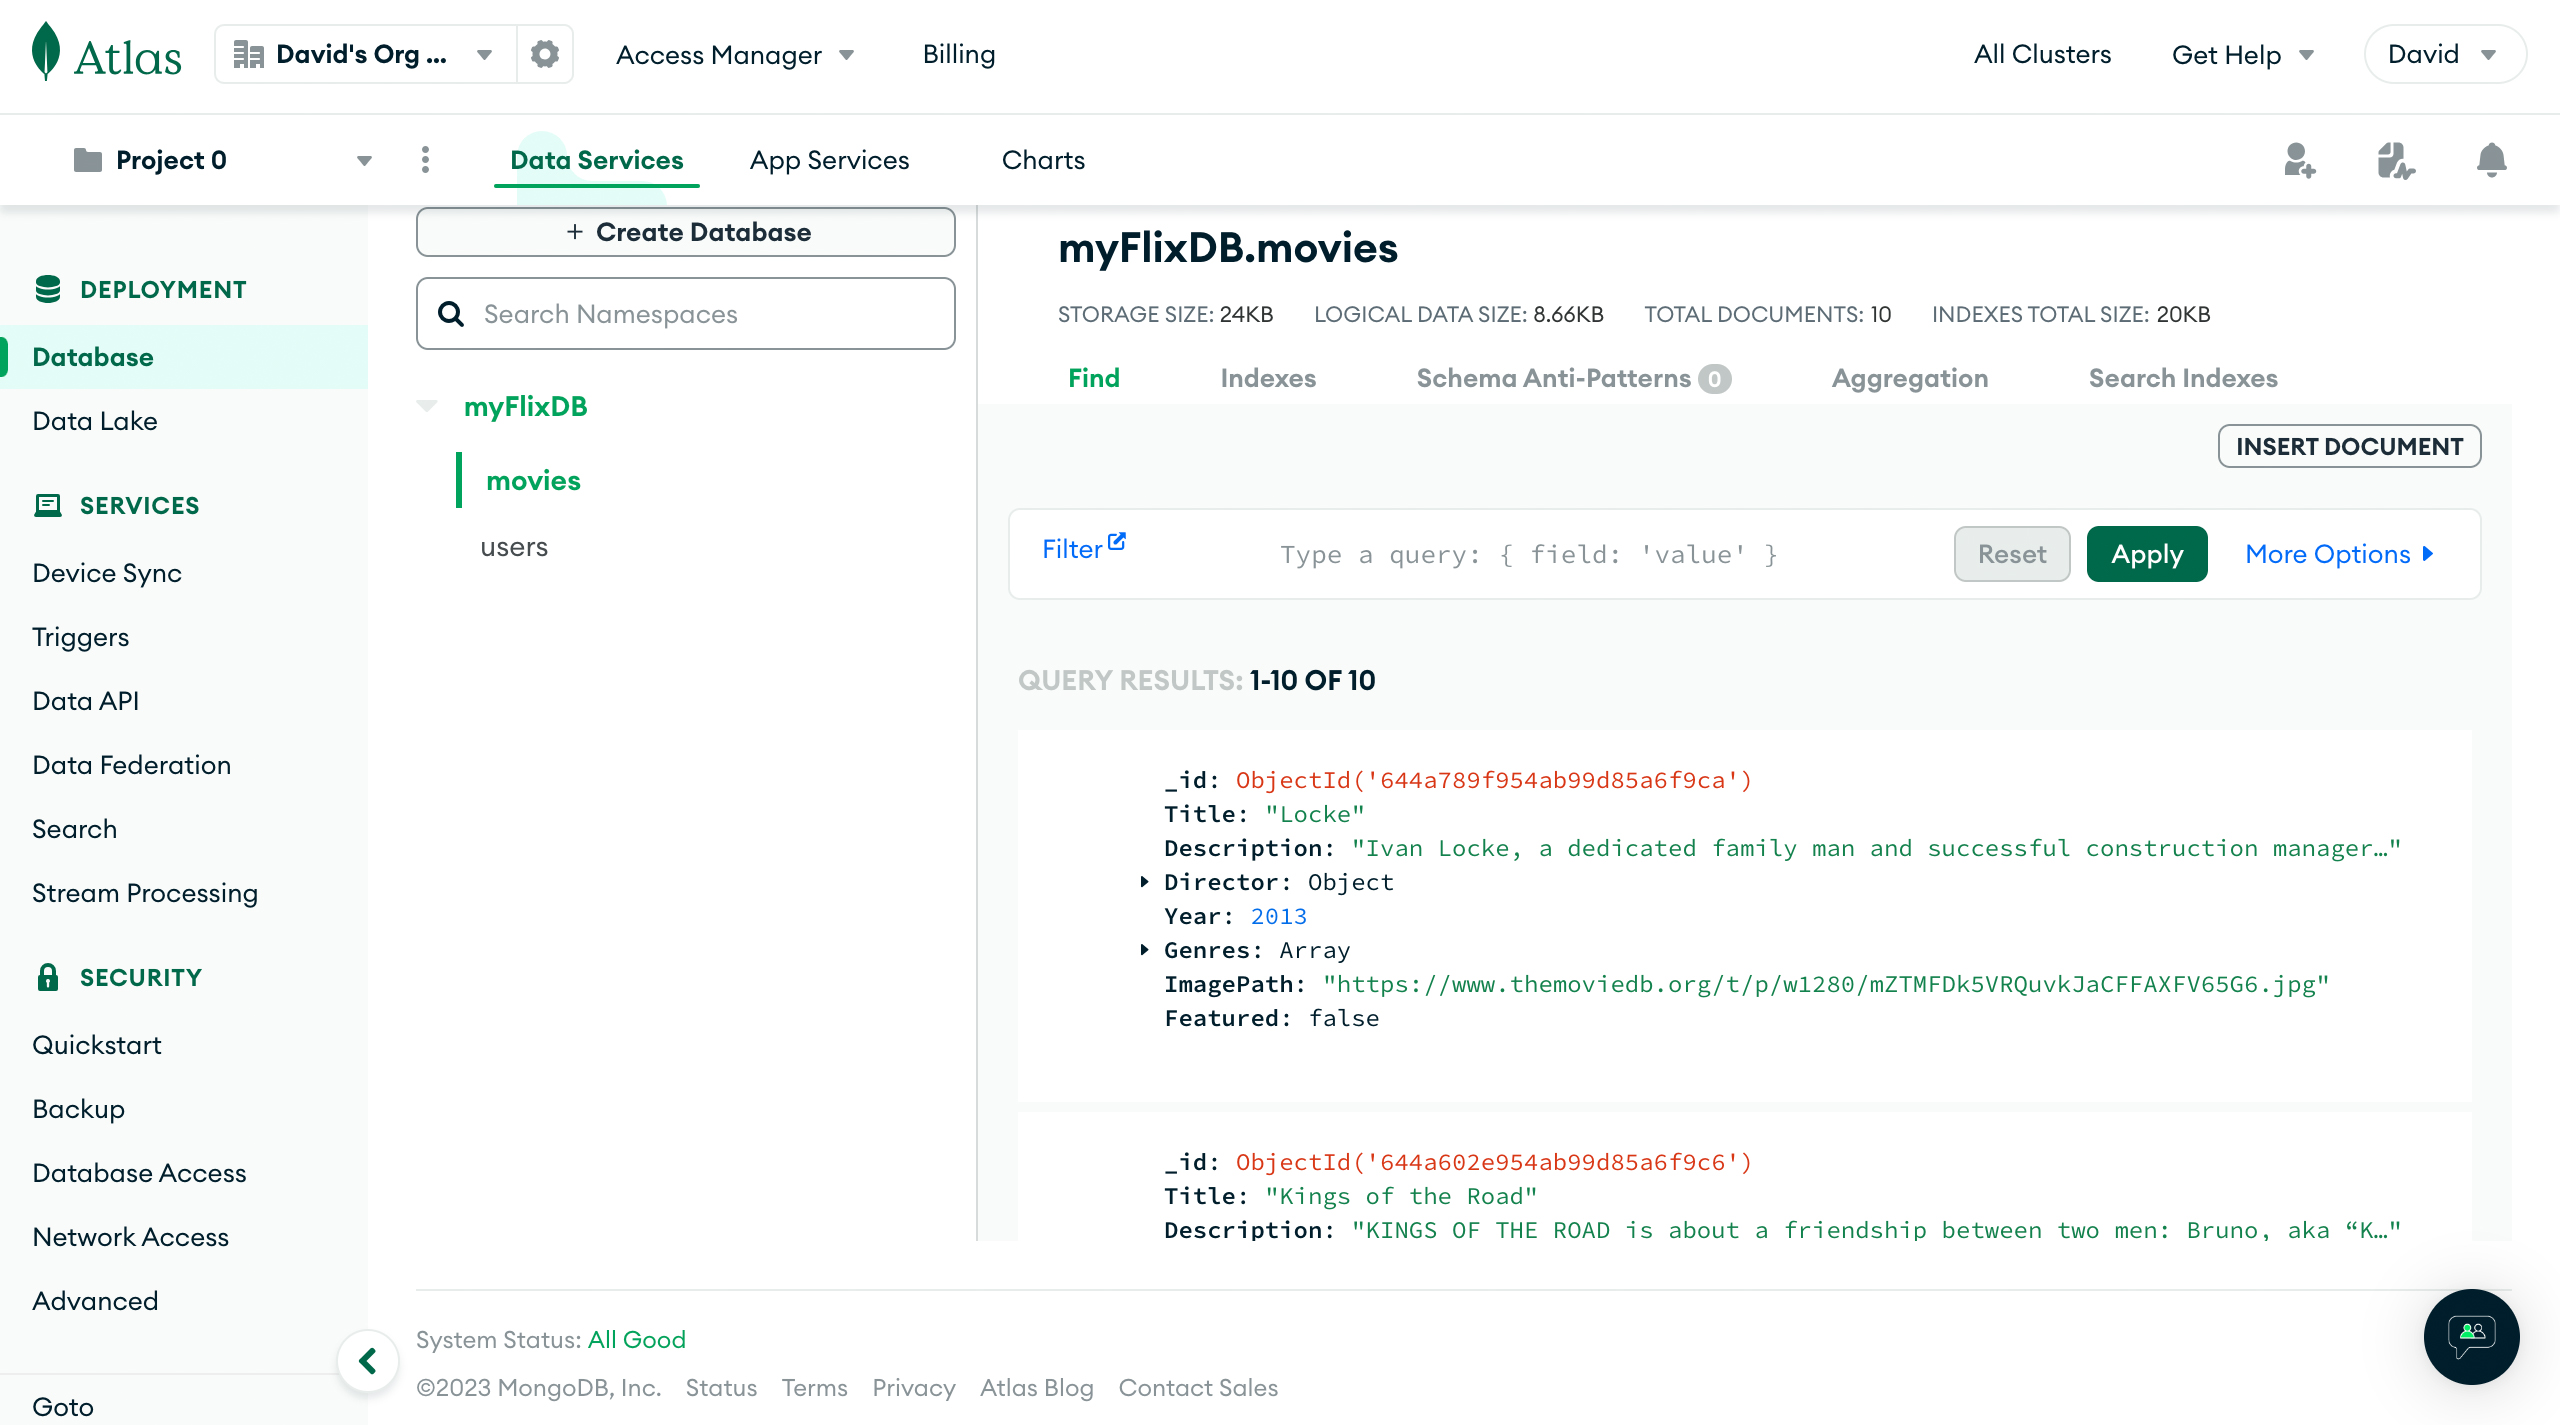 Atlas
David's Org ...
Access Manager
Billing
All Clusters
Get Help
David
Project 0
Data Services
App Services
Charts
DEPLOYMENT
Database
Data Lake
SERVICES
Device Sync
Triggers
Data API
Data Federation
Search
Stream Processing
SECURITY
Quickstart
Backup
Database Access
Network Access
Advanced
Goto
+ Create Database
Search Namespaces
myFlixDB
movies
users
myFlixDB.movies
STORAGE SIZE: 24KB LOGICAL DATA SIZE: 8.66KB TOTAL DOCUMENTS: 10 INDEXES TOTAL SIZE: 20KB
Find Indexes Schema Anti-Patterns 0 Aggregation Search Indexes
INSERT DOCUMENT
Filter Type a query: { field: 'value' } Reset Apply More Options
QUERY RESULTS: 1-10 OF 10
_id: ObjectId('644a789f954ab99d85a6f9ca')
Title: "Locke"
Description: "Ivan Locke, a dedicated family man and successful construction manager…"
Director: Object
Year: 2013
Genres: Array
ImagePath: "https://www.themoviedb.org/t/p/w1280/mZTMFDk5VRQuvkJaCFFAXFV65G6.jpg"
Featured: false
_id: ObjectId('644a602e954ab99d85a6f9c6')
Title: "Kings of the Road"
Description: "KINGS OF THE ROAD is about a friendship between two men: Bruno, aka “K…"
System Status: All Good
©2023 MongoDB, Inc. Status Terms Privacy Atlas Blog Contact Sales